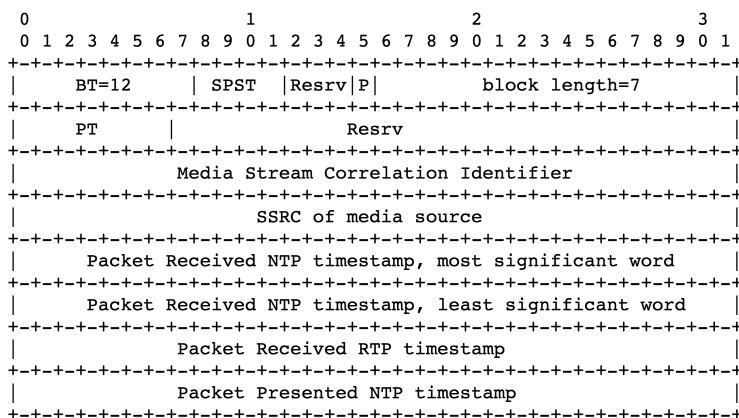 0                   1                   2                   3
0 1 2 3 4 5 6 7 8 9 0 1 2 3 4 5 6 7 8 9 0 1 2 3 4 5 6 7 8 9 0 1
+-+-+-+-+-+-+-+-+-+-+-+-+-+-+-+-+-+-+-+-+-+-+-+-+-+-+-+-+-+-+-+-+
|     BT=12     | SPST  |Resrv|P|         block length=7        |
+-+-+-+-+-+-+-+-+-+-+-+-+-+-+-+-+-+-+-+-+-+-+-+-+-+-+-+-+-+-+-+-+
|     PT      |               Resrv                             |
+-+-+-+-+-+-+-+-+-+-+-+-+-+-+-+-+-+-+-+-+-+-+-+-+-+-+-+-+-+-+-+-+
|              Media Stream Correlation Identifier              |
+-+-+-+-+-+-+-+-+-+-+-+-+-+-+-+-+-+-+-+-+-+-+-+-+-+-+-+-+-+-+-+-+
|                     SSRC of media source                      |
+-+-+-+-+-+-+-+-+-+-+-+-+-+-+-+-+-+-+-+-+-+-+-+-+-+-+-+-+-+-+-+-+
|      Packet Received NTP timestamp, most significant word     |
+-+-+-+-+-+-+-+-+-+-+-+-+-+-+-+-+-+-+-+-+-+-+-+-+-+-+-+-+-+-+-+-+
|      Packet Received NTP timestamp, least significant word    |
+-+-+-+-+-+-+-+-+-+-+-+-+-+-+-+-+-+-+-+-+-+-+-+-+-+-+-+-+-+-+-+-+
|              Packet Received RTP timestamp                    |
+-+-+-+-+-+-+-+-+-+-+-+-+-+-+-+-+-+-+-+-+-+-+-+-+-+-+-+-+-+-+-+-+
|              Packet Presented NTP timestamp                   |
+-+-+-+-+-+-+-+-+-+-+-+-+-+-+-+-+-+-+-+-+-+-+-+-+-+-+-+-+-+-+-+-+